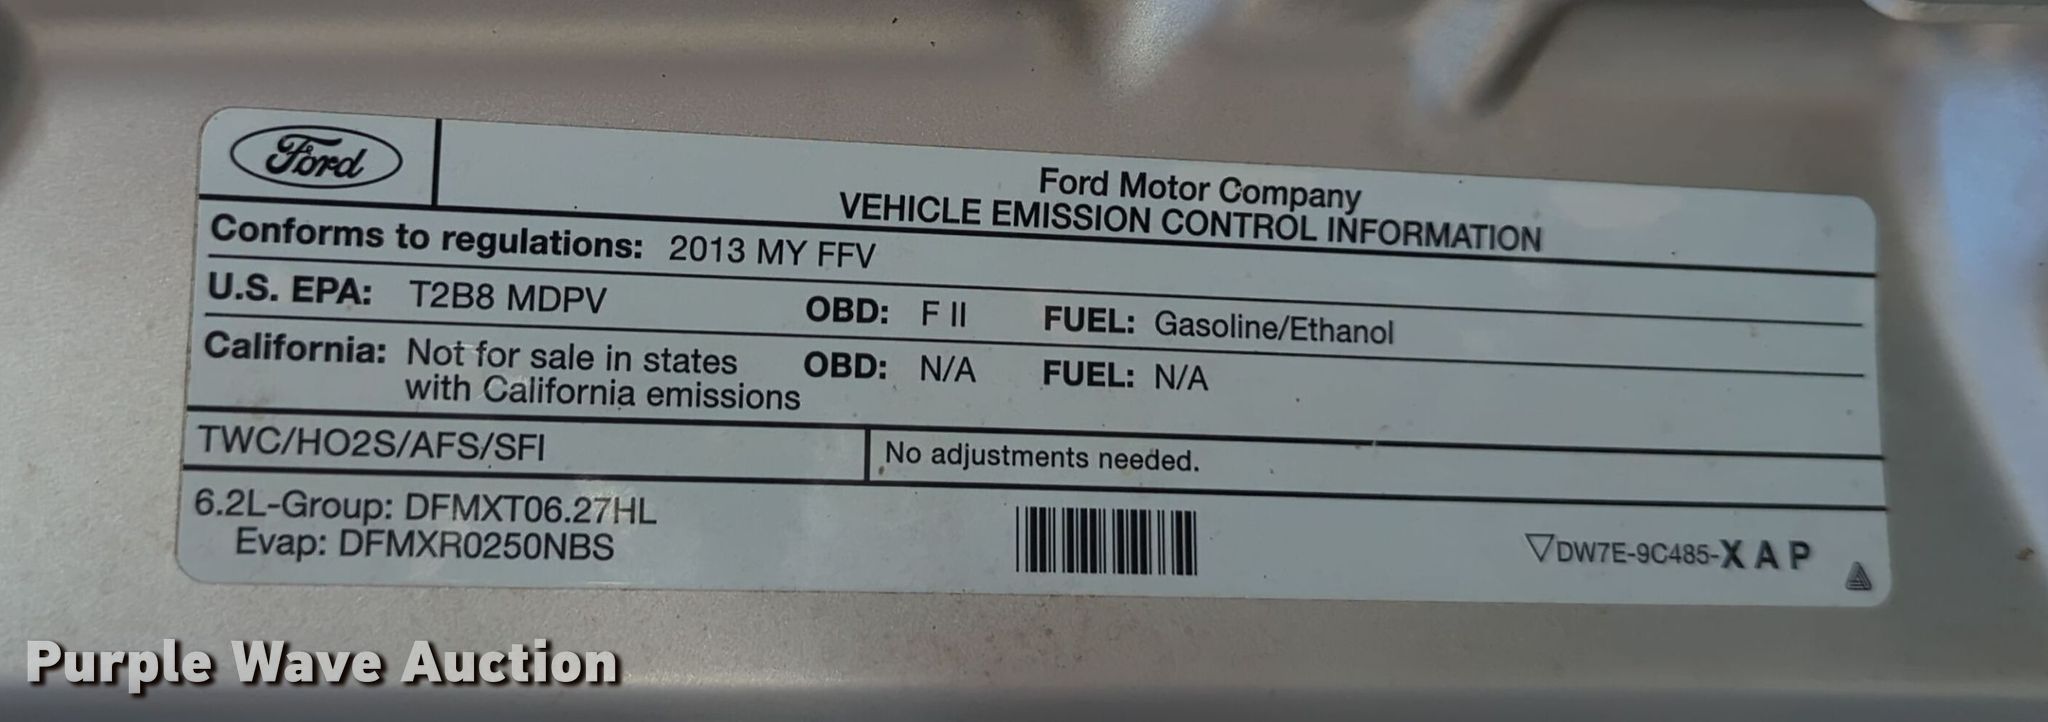 Ford
Ford Motor Company
VEHICLE EMISSION CONTROL INFORMATION
Conforms to regulations: 2013 MY FFV
U.S. EPA: T2B8 MDPV OBD: F II FUEL: Gasoline/Ethanol
California: Not for sale in states OBD: N/A FUEL: N/A
with California emissions
TWC/HO2S/AFS/SFI No adjustments needed.
6.2L-Group: DFMXT06.27HL
Evap: DFMXR0250NBS
▽DW7E-9C485-X A P
Purple Wave Auction